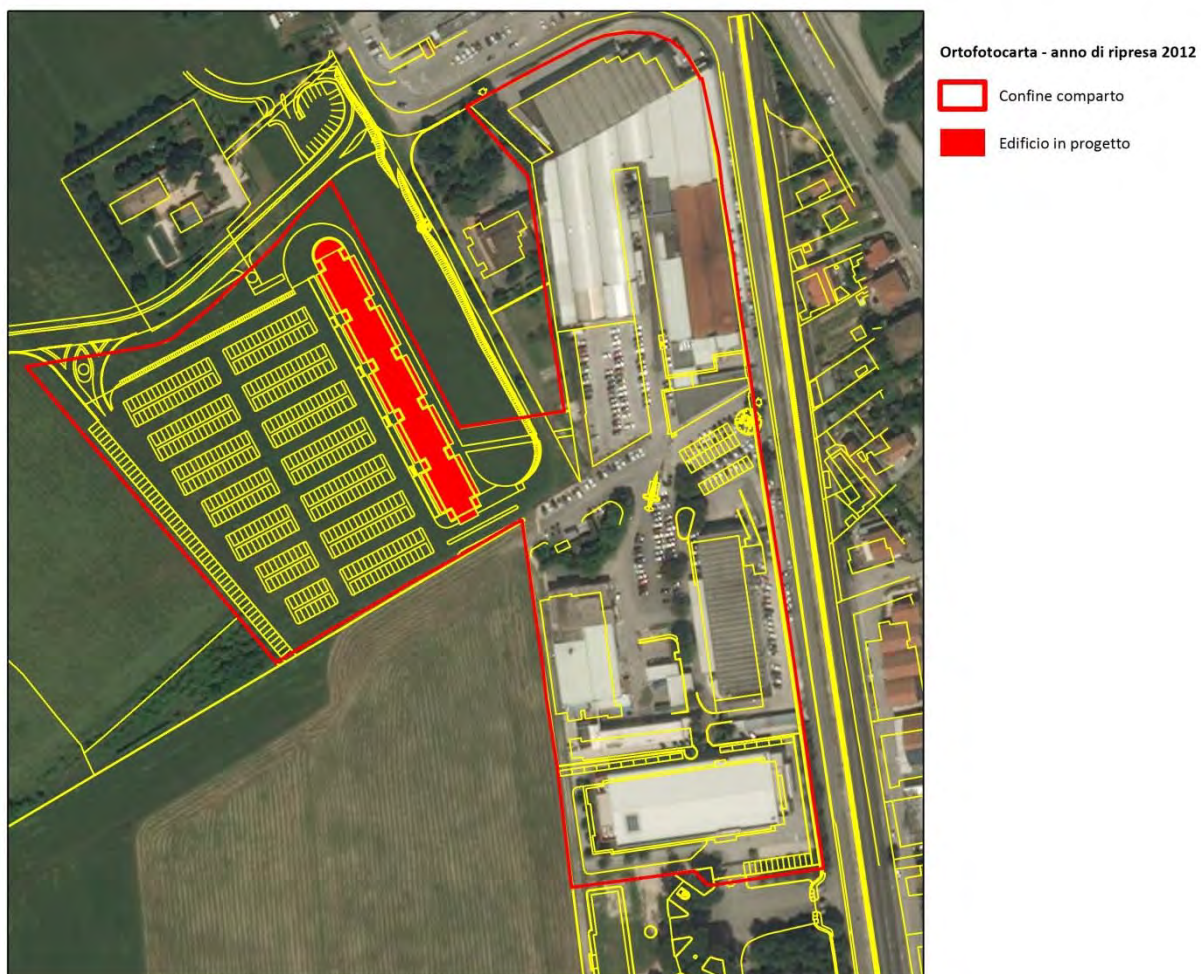 Ortofotocarta - anno di ripresa 2012
Confine comparto
Edificio in progetto